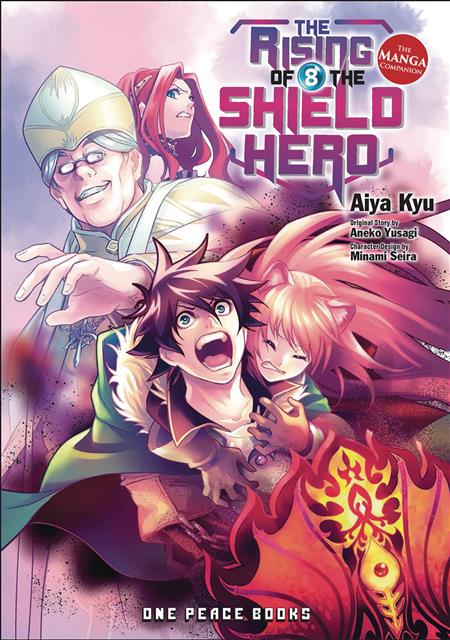 THE
RISING
OF 8 THE
SHIELD
HERO
THE
MANGA
COMPANION
Aiya Kyu
Original Story by
Aneko Yusagi
Character Design by
Minami Seira
ONE PEACE BOOKS